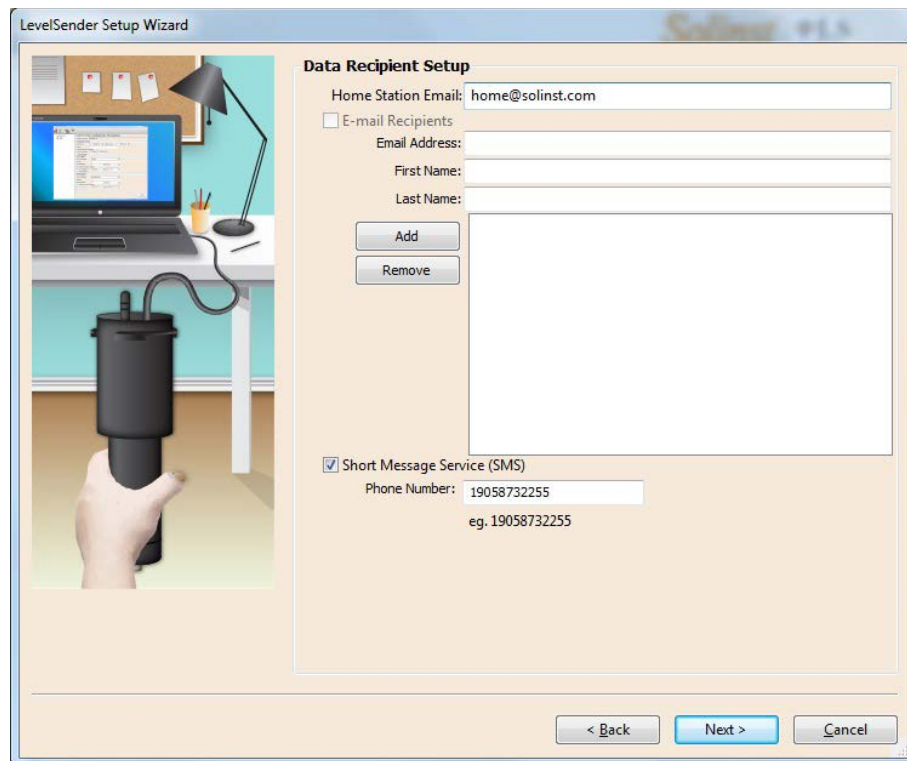 LevelSender Setup Wizard
Solinst
Data Recipient Setup
Home Station Email: home@solinst.com
E-mail Recipients
Email Address:
First Name:
Last Name:
Add
Remove
Short Message Service (SMS)
Phone Number: 19058732255
eg. 19058732255
< Back Next > Cancel